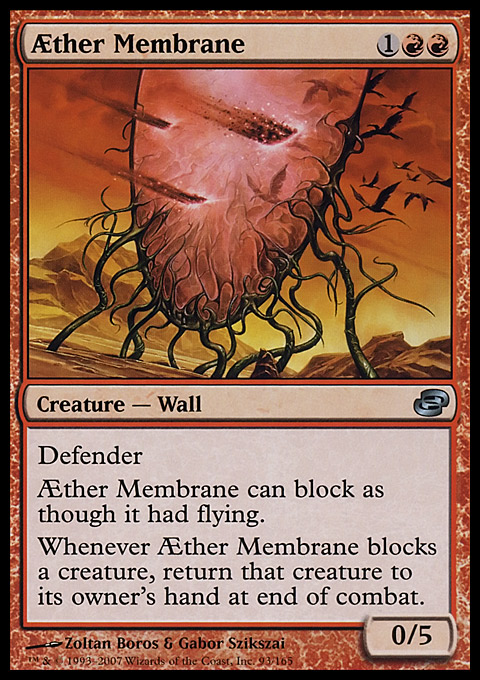 Æther Membrane 1
Creature — Wall
Defender
Æther Membrane can block as
though it had flying.
Whenever Æther Membrane blocks
a creature, return that creature to
its owner's hand at end of combat.
Zoltan Boros & Gabor Szikszai
™ & © 1993-2007 Wizards of the Coast, Inc. 93/165
0/5